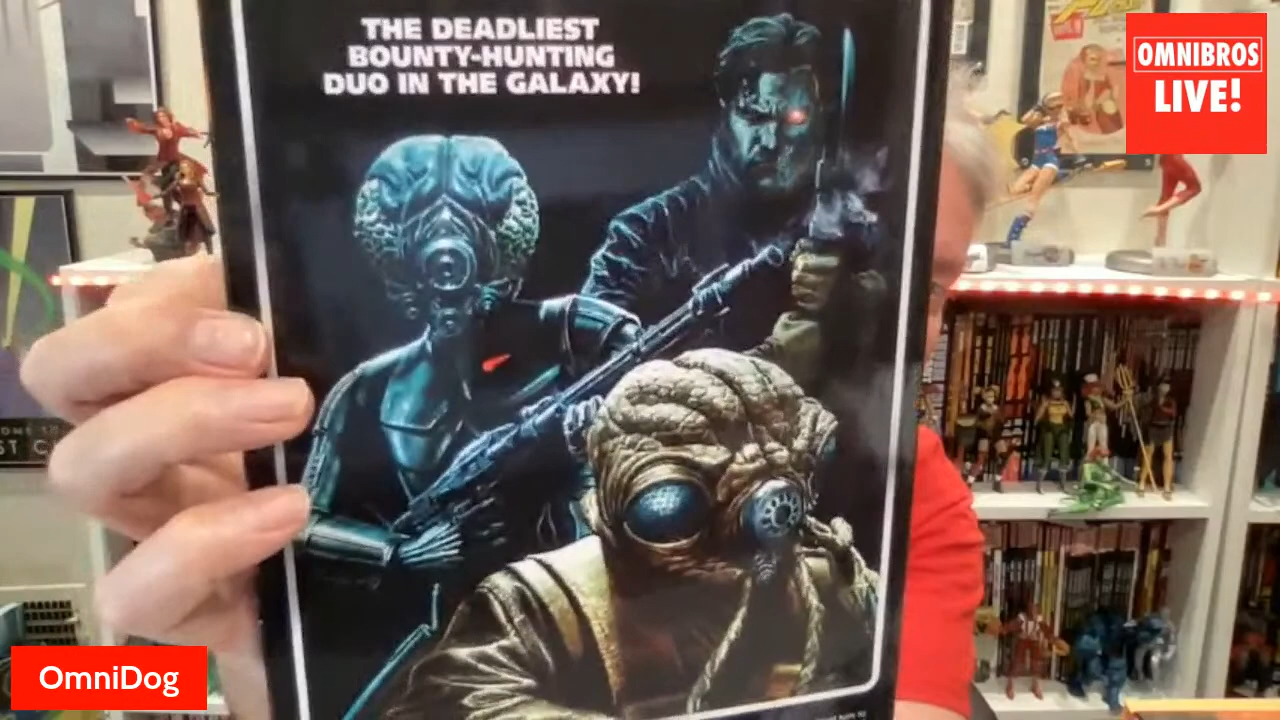 THE DEADLIEST
BOUNTY-HUNTING
DUO IN THE GALAXY!
OMNIBROS
LIVE!
OmniDog